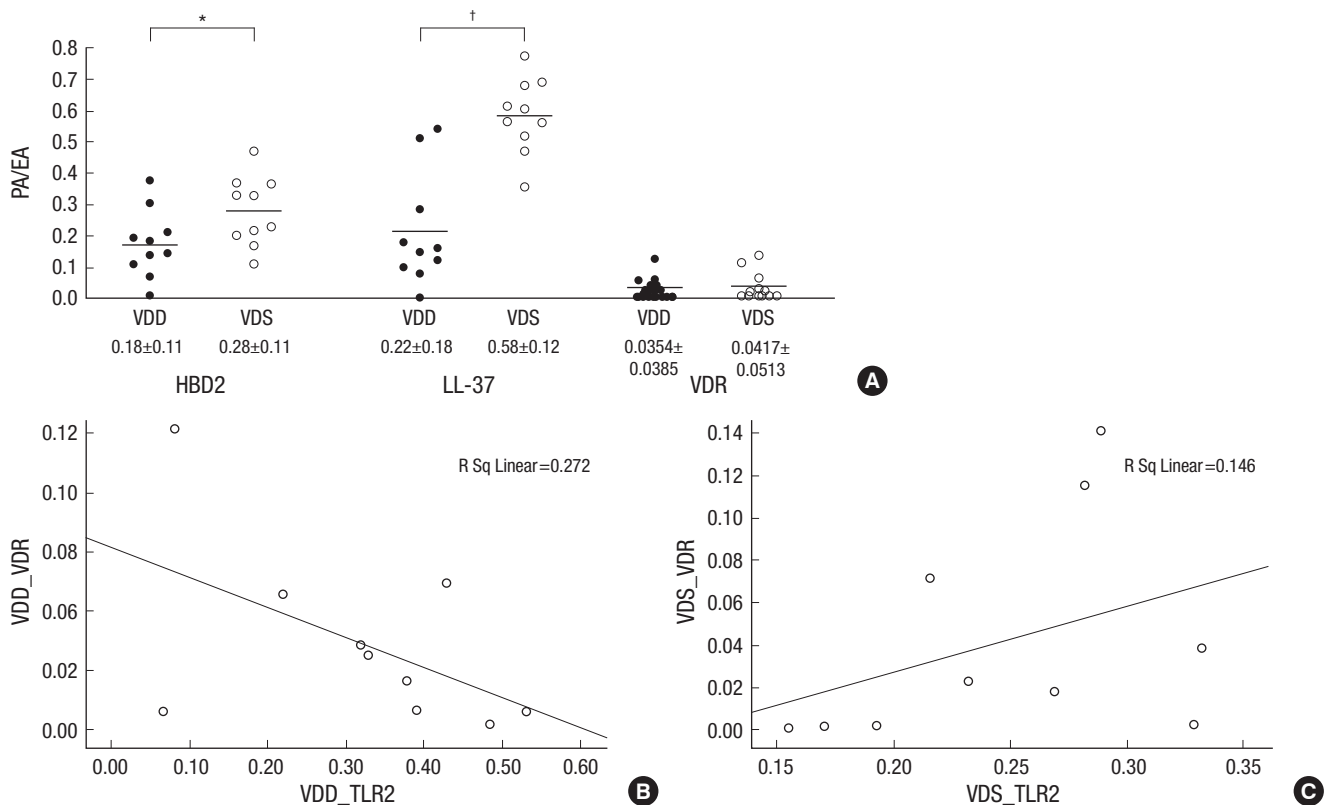 * †
0.8
0.7
0.6
0.5
0.4
0.3
0.2
0.1
0.0
PA/EA
VDD VDS VDD VDS VDD VDS
0.18±0.11 0.28±0.11 0.22±0.18 0.58±0.12 0.0354± 0.0417±
0.0385 0.0513
HBD2 LL-37 VDR A
0.12
0.10
0.08
0.06
0.04
0.02
0.00
VDD_VDR
R Sq Linear=0.272
0.00 0.10 0.20 0.30 0.40 0.50 0.60
VDD_TLR2 B
0.14
0.12
0.10
0.08
0.06
0.04
0.02
0.00
VDS_VDR
R Sq Linear=0.146
0.15 0.20 0.25 0.30 0.35
VDS_TLR2 C